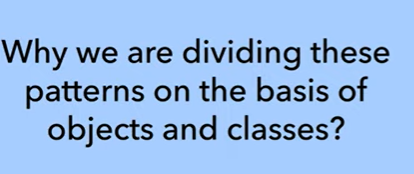 Why we are dividing these
patterns on the basis of
objects and classes?